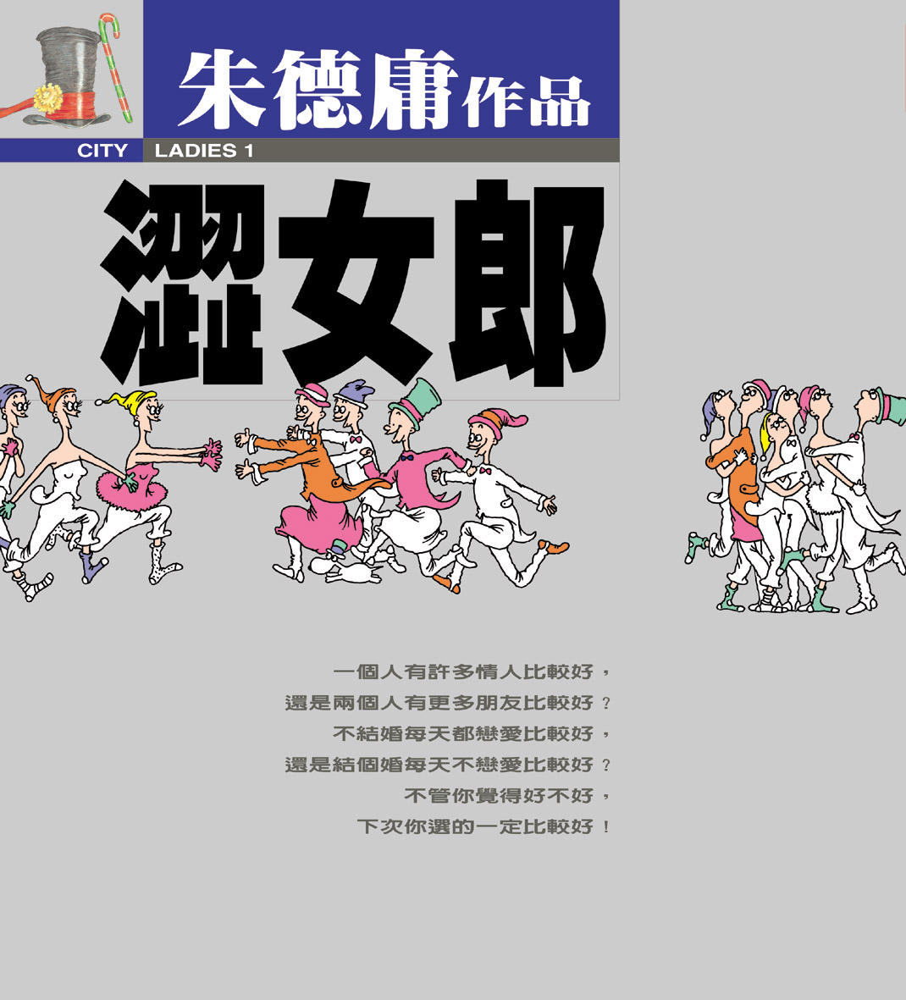 朱德庸作品
CITY LADIES 1
澀女郎
一個人有許多情人比較好，
還是兩個人有更多朋友比較好？
不結婚每天都戀愛比較好，
還是結個婚每天不戀愛比較好？
不管你覺得好不好，
下次你選的一定比較好！